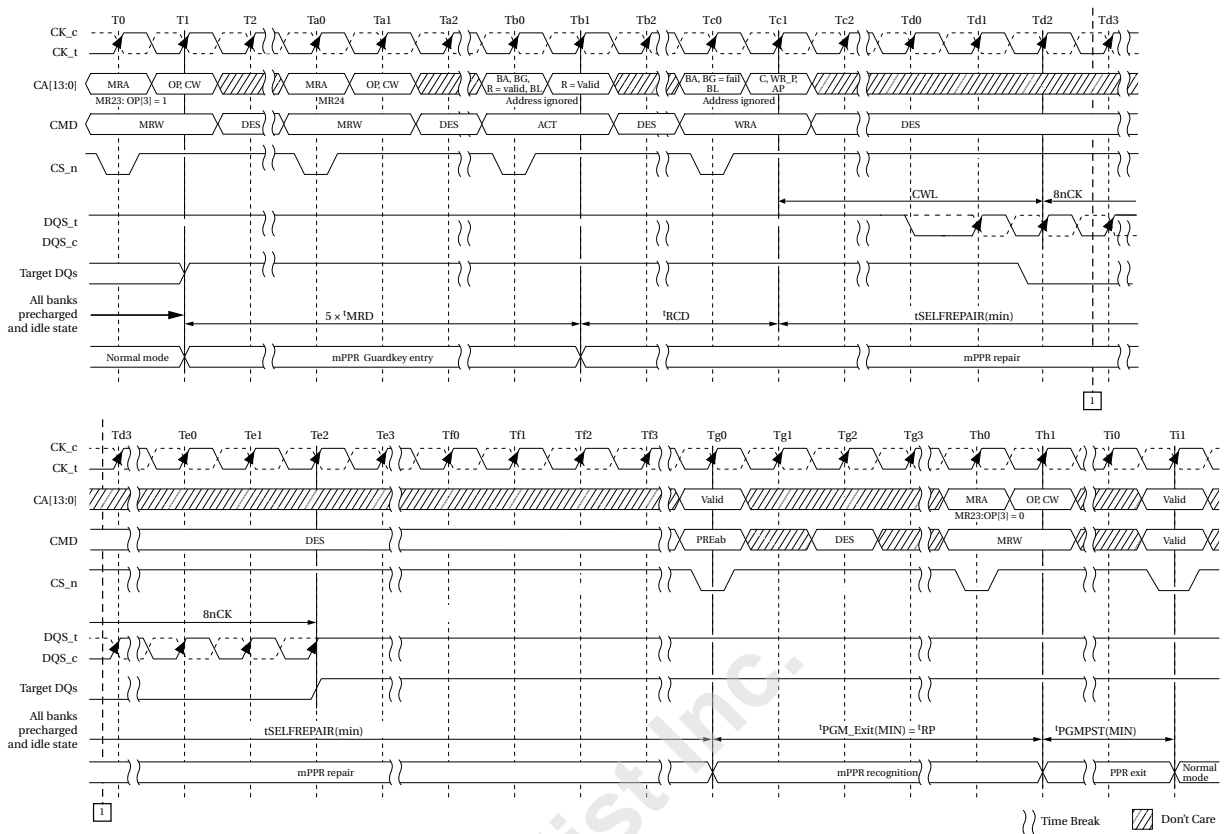 T0 T1 T2 Ta0 Ta1 Ta2 Tb0 Tb1 Tb2 Tc0 Tc1 Tc2 Td0 Td1 Td2 Td3
CK_c
CK_t
CA[13:0] MRA OP, CW MRA OP, CW BA, BG, R = valid, BL R = Valid BA, BG = fail BL C, WR_P, AP
MR23: OP[3] = 1 MR24 Address ignored Address ignored
CMD MRW DES MRW DES ACT DES WRA DES
CS_n
CWL 8nCK
DQS_t
DQS_c
Target DQs
All banks
precharged
and idle state
5 × tMRD tRCD tSELFREPAIR(min)
Normal mode mPPR Guardkey entry mPPR repair
1
Td3 Te0 Te1 Te2 Te3 Tf0 Tf1 Tf2 Tf3 Tg0 Tg1 Tg2 Tg3 Th0 Th1 Ti0 Ti1
CK_c
CK_t
CA[13:0] Valid MRA OP, CW Valid
MR23:OP[3] = 0
CMD DES PREab DES MRW Valid
CS_n
8nCK
DQS_t
DQS_c
Target DQs
All banks
precharged
and idle state
tSELFREPAIR(min) tPGM_Exit(MIN) = tRP tPGMPST(MIN)
mPPR repair mPPR recognition PPR exit Normal mode
1
Time Break Don't Care
ist Inc.